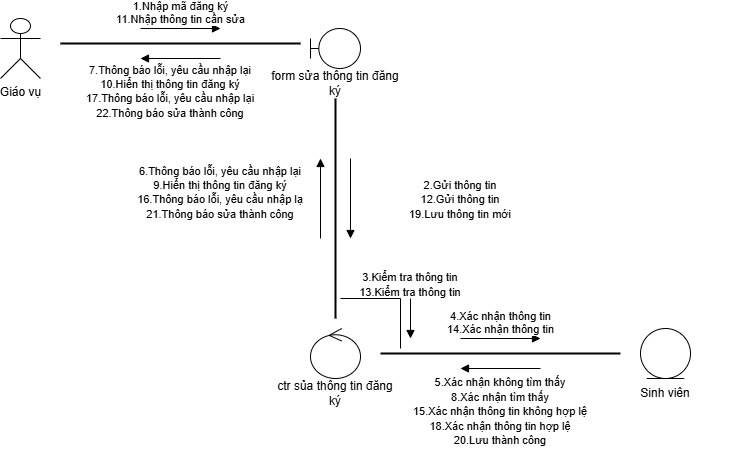 1.Nhập mã đăng ký
11.Nhập thông tin cần sửa
Giáo vụ
7.Thông báo lỗi, yêu cầu nhập lại
10.Hiển thị thông tin đăng ký
17.Thông báo lỗi, yêu cầu nhập lại
22.Thông báo sửa thành công
form sửa thông tin đăng
ký
6.Thông báo lỗi, yêu cầu nhập lại
9.Hiển thị thông tin đăng ký
16.Thông báo lỗi, yêu cầu nhập lạ
21.Thông báo sửa thành công
2.Gửi thông tin
12.Gửi thông tin
19.Lưu thông tin mới
3.Kiểm tra thông tin
13.Kiểm tra thông tin
4.Xác nhận thông tin
14.Xác nhận thông tin
ctr sủa thông tin đăng
ký
5.Xác nhận không tìm thấy
8.Xác nhận tìm thấy
15.Xác nhận thông tin không hợp lệ
18.Xác nhận thông tin hợp lệ
20.Lưu thành công
Sinh viên